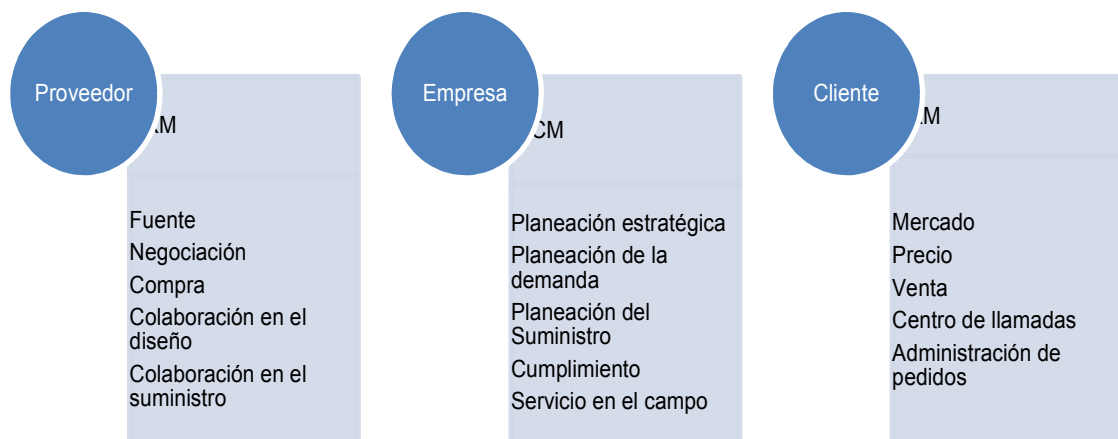 Proveedor
Fuente
Negociación
Compra
Colaboración en el
diseño
Colaboración en el
suministro
Empresa
CM
Planeación estratégica
Planeación de la
demanda
Planeación del
Suministro
Cumplimiento
Servicio en el campo
Cliente
Mercado
Precio
Venta
Centro de llamadas
Administración de
pedidos